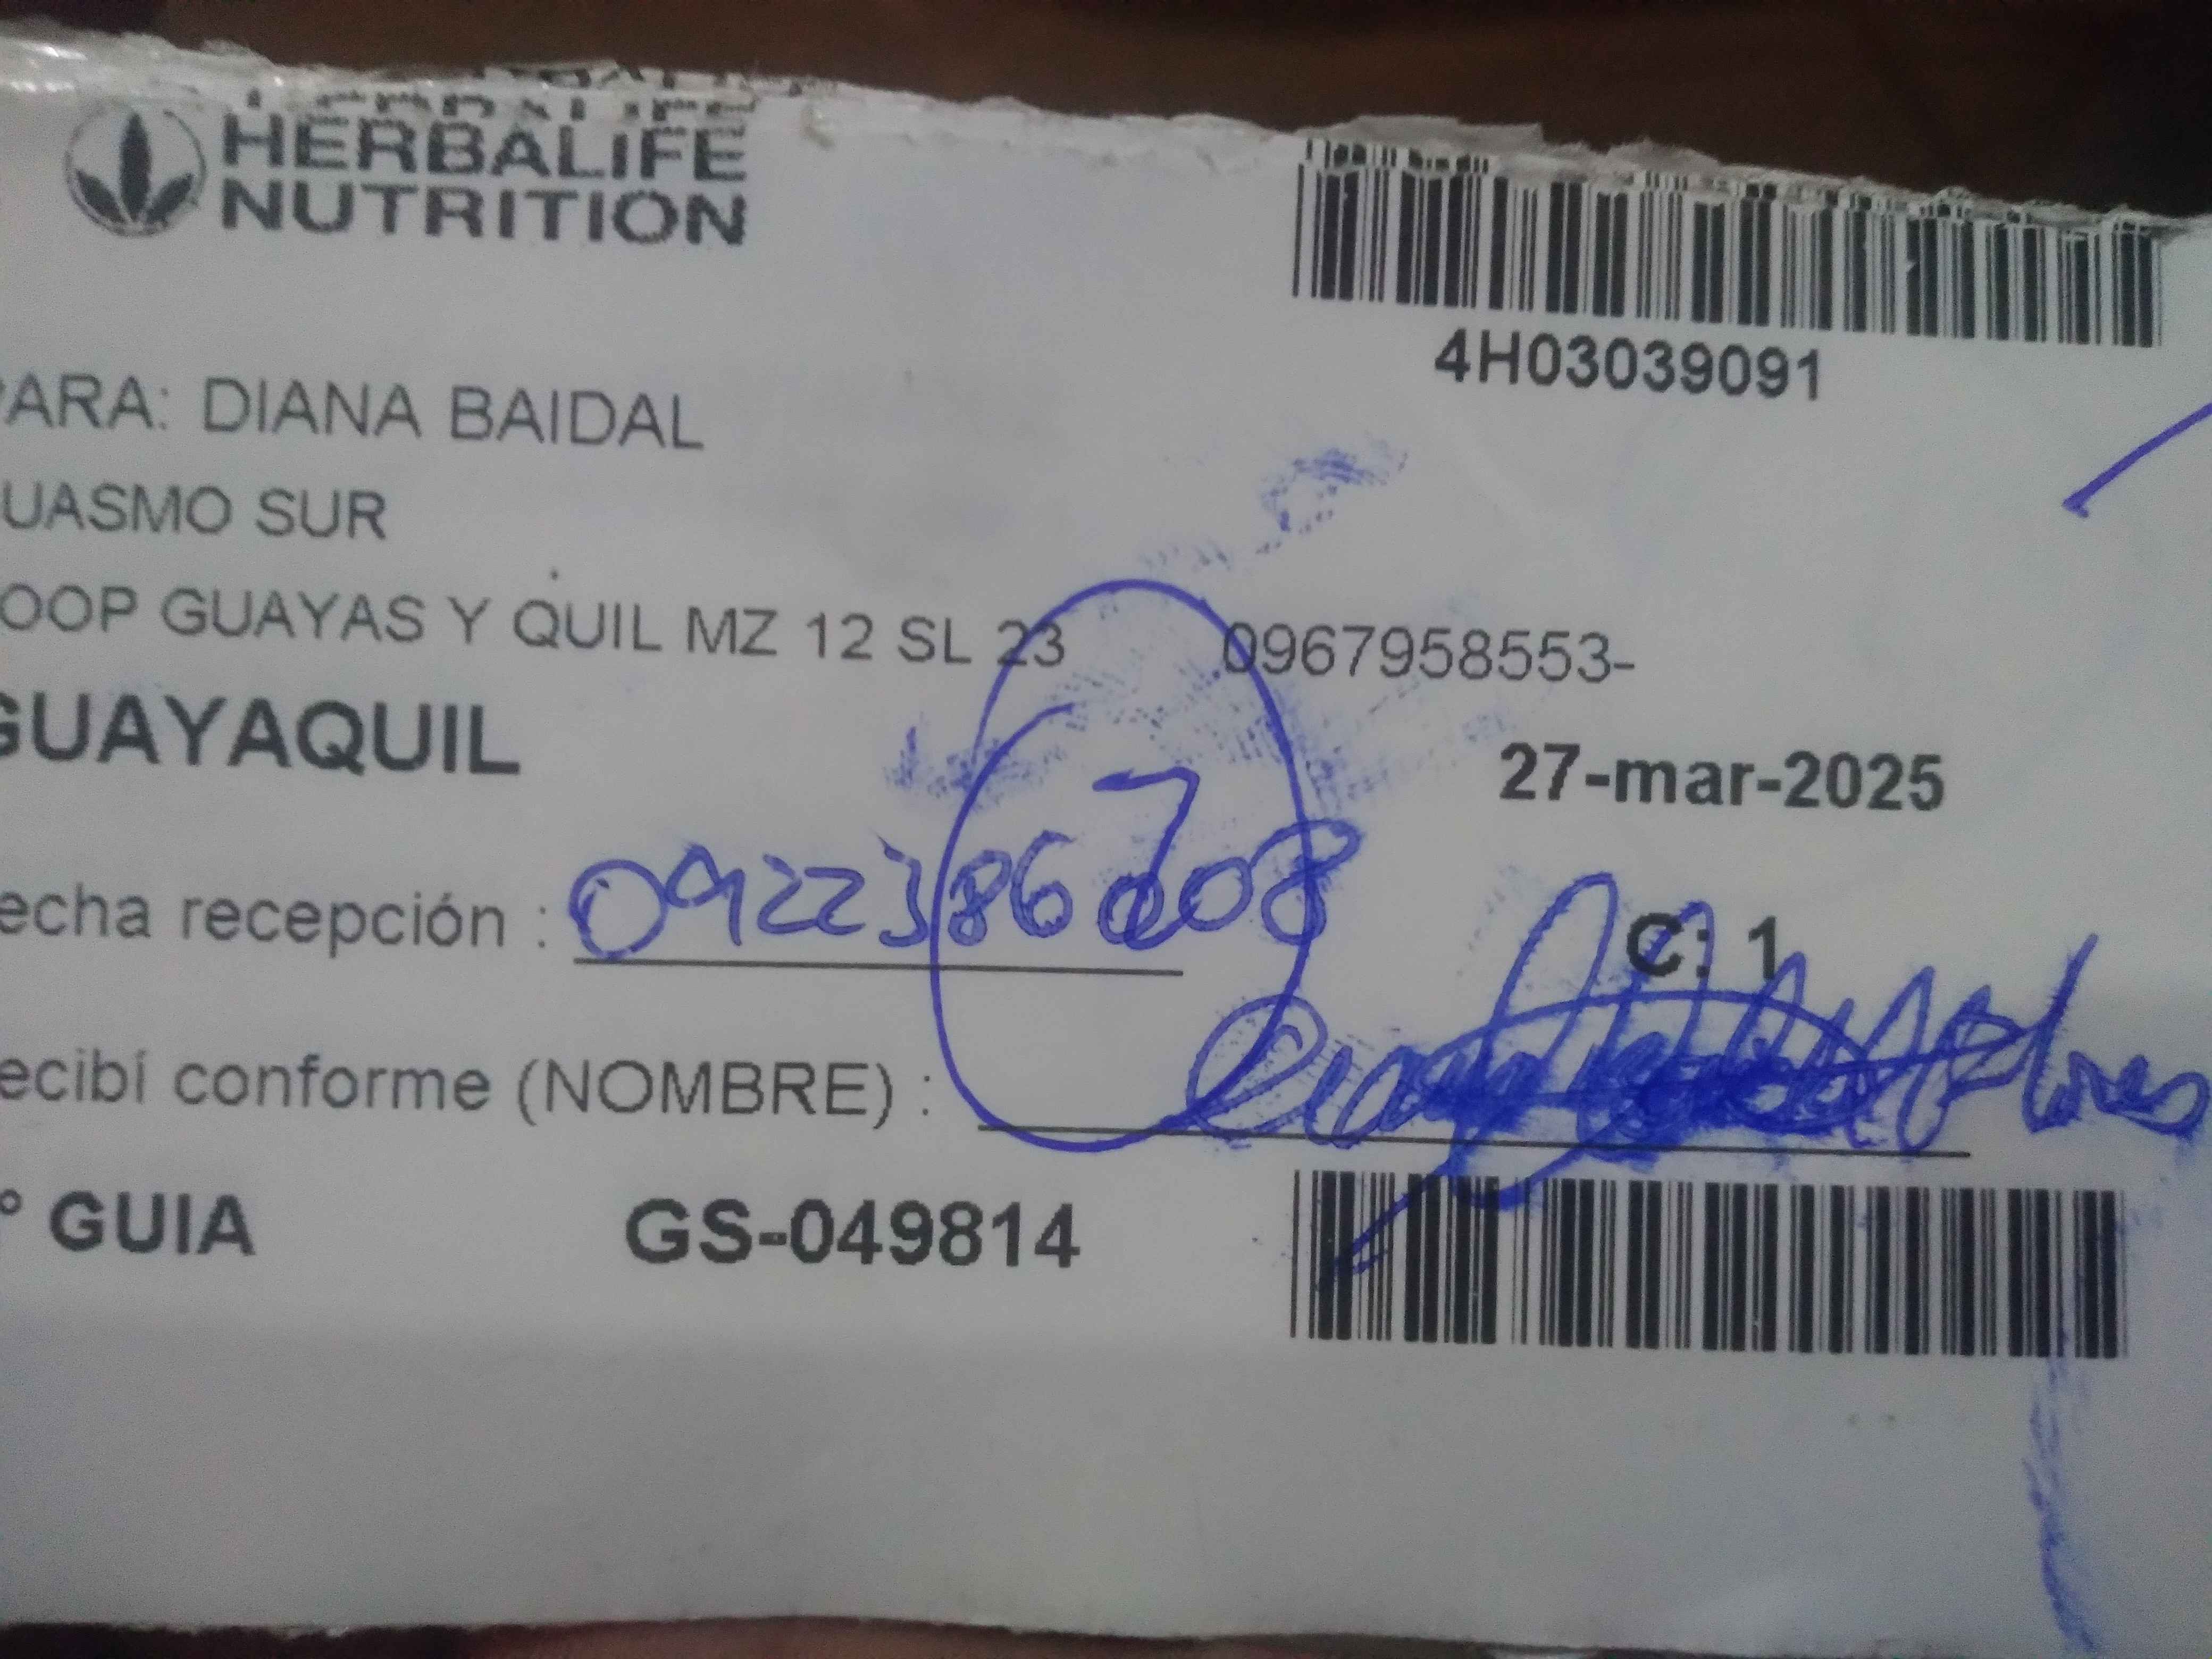 HERBALIFE
NUTRITION
4H03039091
ARA: DIANA BAIDAL
UASMO SUR
OOP GUAYAS Y QUIL MZ 12 SL 23 0967958553-
GUAYAQUIL
27-mar-2025
echa recepción :
C: 1
ecibí conforme (NOMBRE) :
° GUIA GS-049814